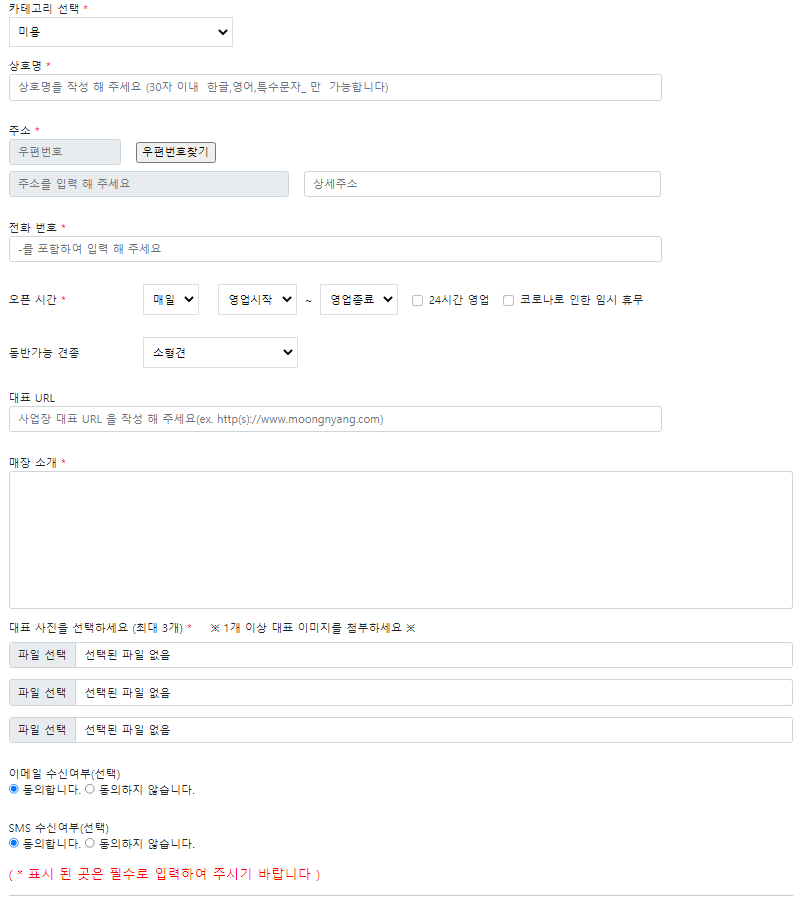 카테고리 선택 *
미용
상호명 *
상호명을 작성 해 주세요 (30자 이내 한글,영어,특수문자_ 만 가능합니다)
주소 *
우편번호 우편번호찾기
주소를 입력 해 주세요 상세주소
전화 번호 *
-를 포함하여 입력 해 주세요
오픈 시간 * 매일 영업시작 ~ 영업종료 24시간 영업 코로나로 인한 임시 휴무
동반가능 견종 소형견
대표 URL
사업장 대표 URL 을 작성 해 주세요(ex. http(s)://www.moongnyang.com)
매장 소개 *
대표 사진을 선택하세요 (최대 3개) * ※ 1개 이상 대표 이미지를 첨부하세요 ※
파일 선택 선택된 파일 없음
파일 선택 선택된 파일 없음
파일 선택 선택된 파일 없음
이메일 수신여부(선택)
동의합니다. 동의하지 않습니다.
SMS 수신여부(선택)
동의합니다. 동의하지 않습니다.
( * 표시 된 곳은 필수로 입력하여 주시기 바랍니다 )